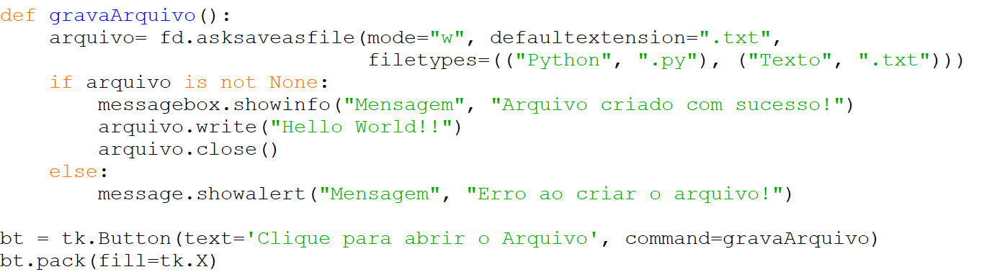 def gravaArquivo():
    arquivo= fd.asksaveasfile(mode="w", defaultextension=".txt",
                              filetypes=(("Python", ".py"), ("Texto", ".txt")))
    if arquivo is not None:
        messagebox.showinfo("Mensagem", "Arquivo criado com sucesso!")
        arquivo.write("Hello World!!")
        arquivo.close()
    else:
        message.showalert("Mensagem", "Erro ao criar o arquivo!")

bt = tk.Button(text='Clique para abrir o Arquivo', command=gravaArquivo)
bt.pack(fill=tk.X)